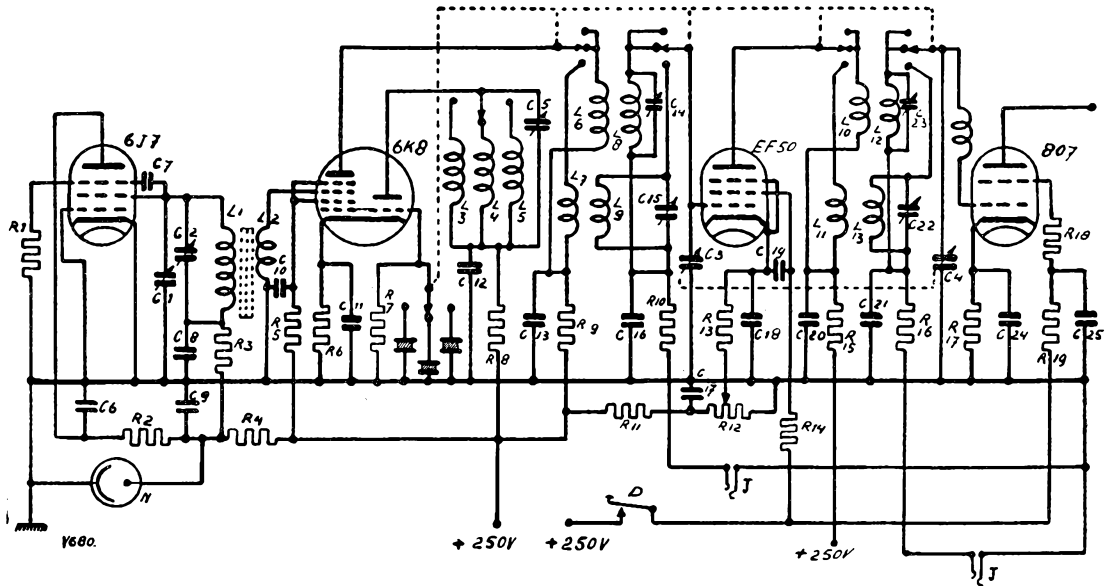 6J7
C7
R1
C2
C1
L1
L2
C10
C8
R3
R5
C6
C9
R2
R4
N
V680.
6K8
R6
C11
R7
L3
L4
L5
C5
C12
R8
+250V
L6
L7
L8
L9
C14
C15
C13
R9
C16
R10
R11
C17
R12
C3
EF50
C19
R13
C18
R14
D
+250V
J
L10
L11
L12
L13
C23
C22
C20
R15
C21
R16
+250V
C4
807
R18
R17
C24
R19
C25
J